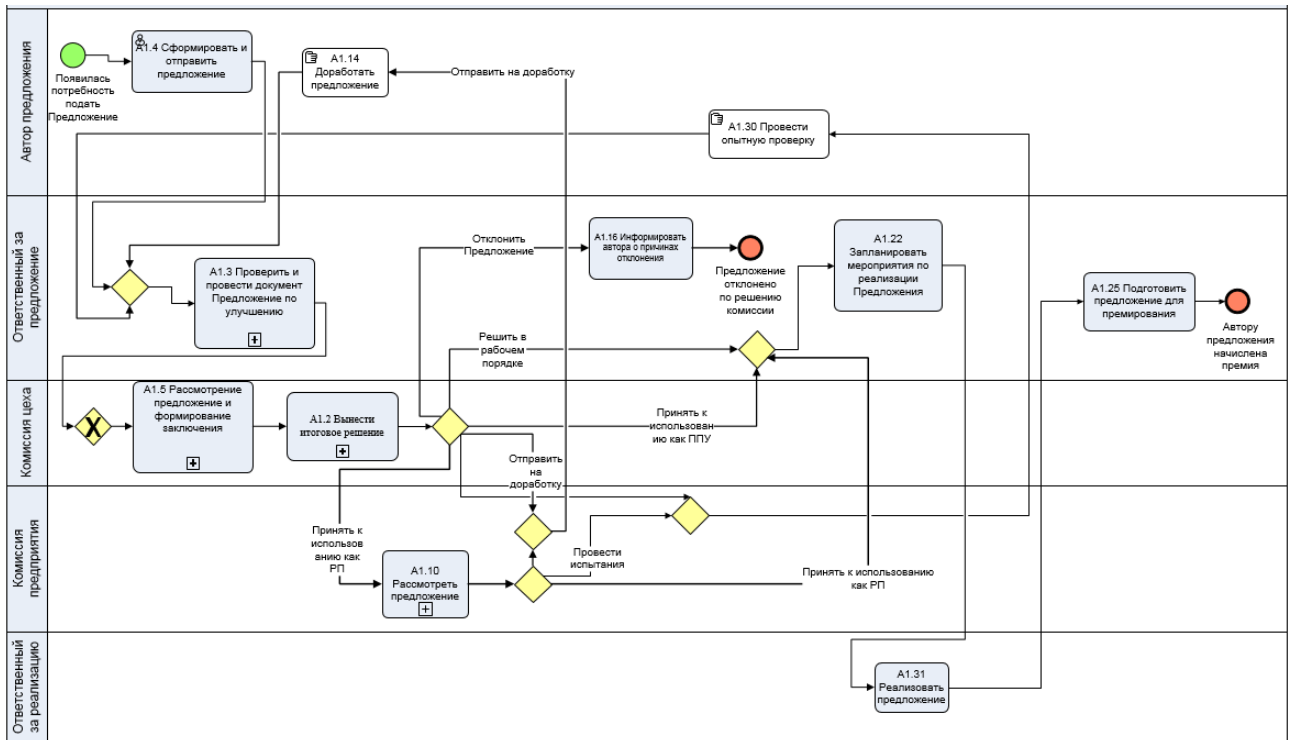 Автор предложения
Появилась
потребность
подать
Предложение
А1.4 Сформировать и
отправить
предложение
А1.14
Доработать
предложение
Отправить на доработку
А1.30 Провести
опытную проверку
Ответственный за
предложение
А1.3 Проверить и
провести документ
Предложение по
улучшению
Отклонить
Предложение
А1.16 Информировать
автора о причинах
отклонения
Предложение
отклонено
по решению
комиссии
А1.22
Запланировать
мероприятия по
реализации
Предложения
А1.25 Подготовить
предложение для
премирования
Автору
предложения
начислена
премия
Решить в
рабочем
порядке
Комиссия цеха
X
А1.5 Рассмотрение
предложение и
формирование
заключения
А1.2 Вынести
итоговое решение
Принять к
использован
ию как ППУ
Отправить
на
доработку
Комиссия
предприятия
Принять к
использов
анию как
РП
А1.10
Рассмотреть
предложение
Провести
испытания
Принять к использованию
как РП
Ответственный
за реализацию
А1.31
Реализовать
предложение